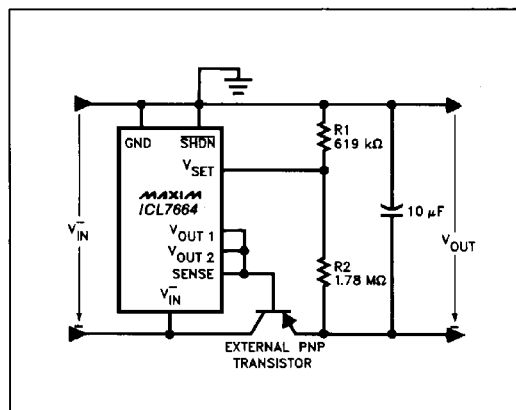 GND
SHDN
R1
619 kΩ
VSET
MAXIM
ICL7664
10 μF
V-IN
VOUT 1
VOUT 2
SENSE
VOUT
R2
1.78 MΩ
V-IN
EXTERNAL PNP
TRANSISTOR